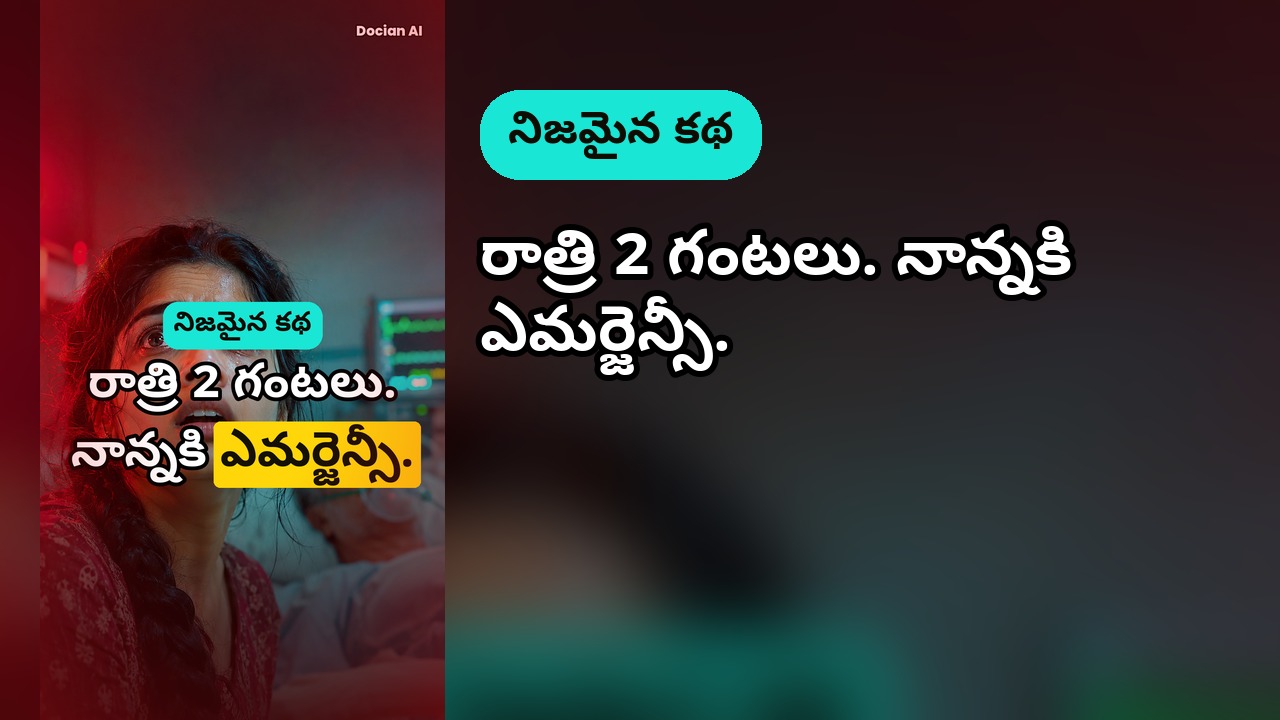 Docian AI
నిజమైన కథ
రాత్రి 2 గంటలు.
నాన్నకి ఎమర్జెన్సీ.
నిజమైన కథ
రాత్రి 2 గంటలు. నాన్నకి
ఎమర్జెన్సీ.